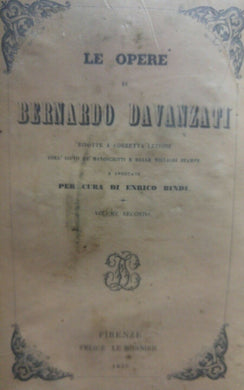 LE OPERE
DI
BERNARDO DAVANZATI
RIDOTTE A CORRETTA LEZIONE
COLL' AIUTO DE' MANOSCRITTI E DELLE MIGLIORI STAMPE
E ANNOTATE
PER CURA DI ENRICO BINDI
VOLUME SECONDO
FIRENZE
FELICE LE MONNIER